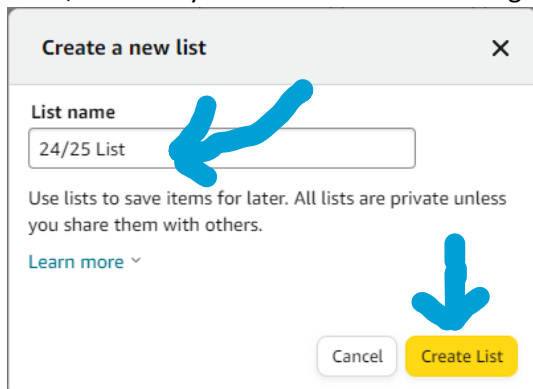 Create a new list
List name
24/25 List
Use lists to save items for later. All lists are private unless
you share them with others.
Learn more
Cancel
Create List